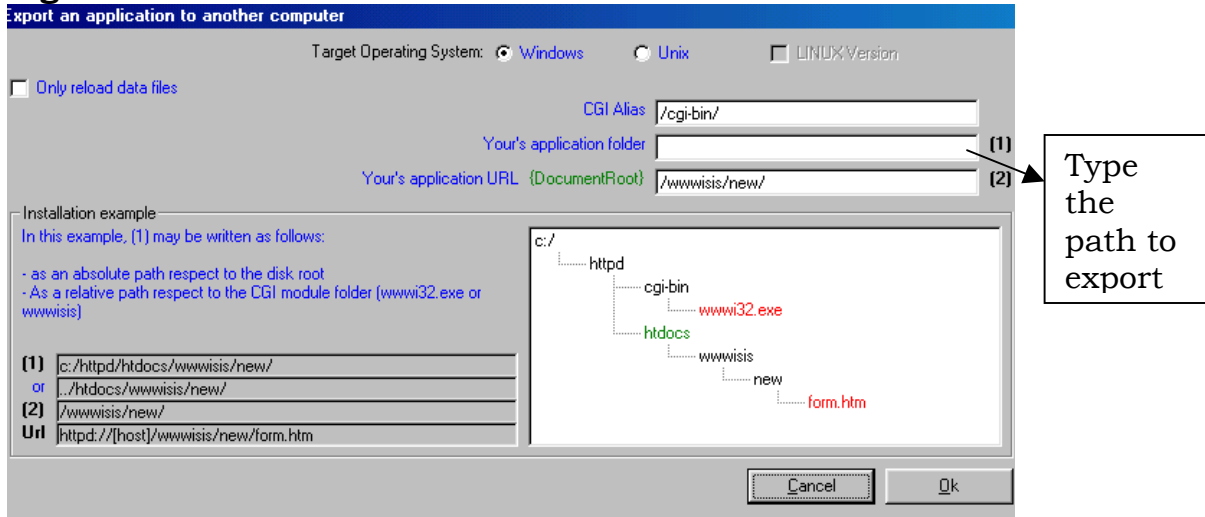 Export an application to another computer
Target Operating System: Windows Unix LINUX Version
Only reload data files
CGI Alias /cgi-bin/
Your's application folder (1)
Your's application URL {DocumentRoot} /wwwisis/new/ (2)
Type
the
path to
export
Installation example
In this example, (1) may be written as follows:
- as an absolute path respect to the disk root
- As a relative path respect to the CGI module folder (wwwi32.exe or
wwwisis)
(1) c:/httpd/htdocs/wwwisis/new/
or ../htdocs/wwwisis/new/
(2) /wwwisis/new/
Url httpd://[host]/wwwisis/new/form.htm
c:/
httpd
cgi-bin
wwwi32.exe
htdocs
wwwisis
new
form.htm
Cancel Ok